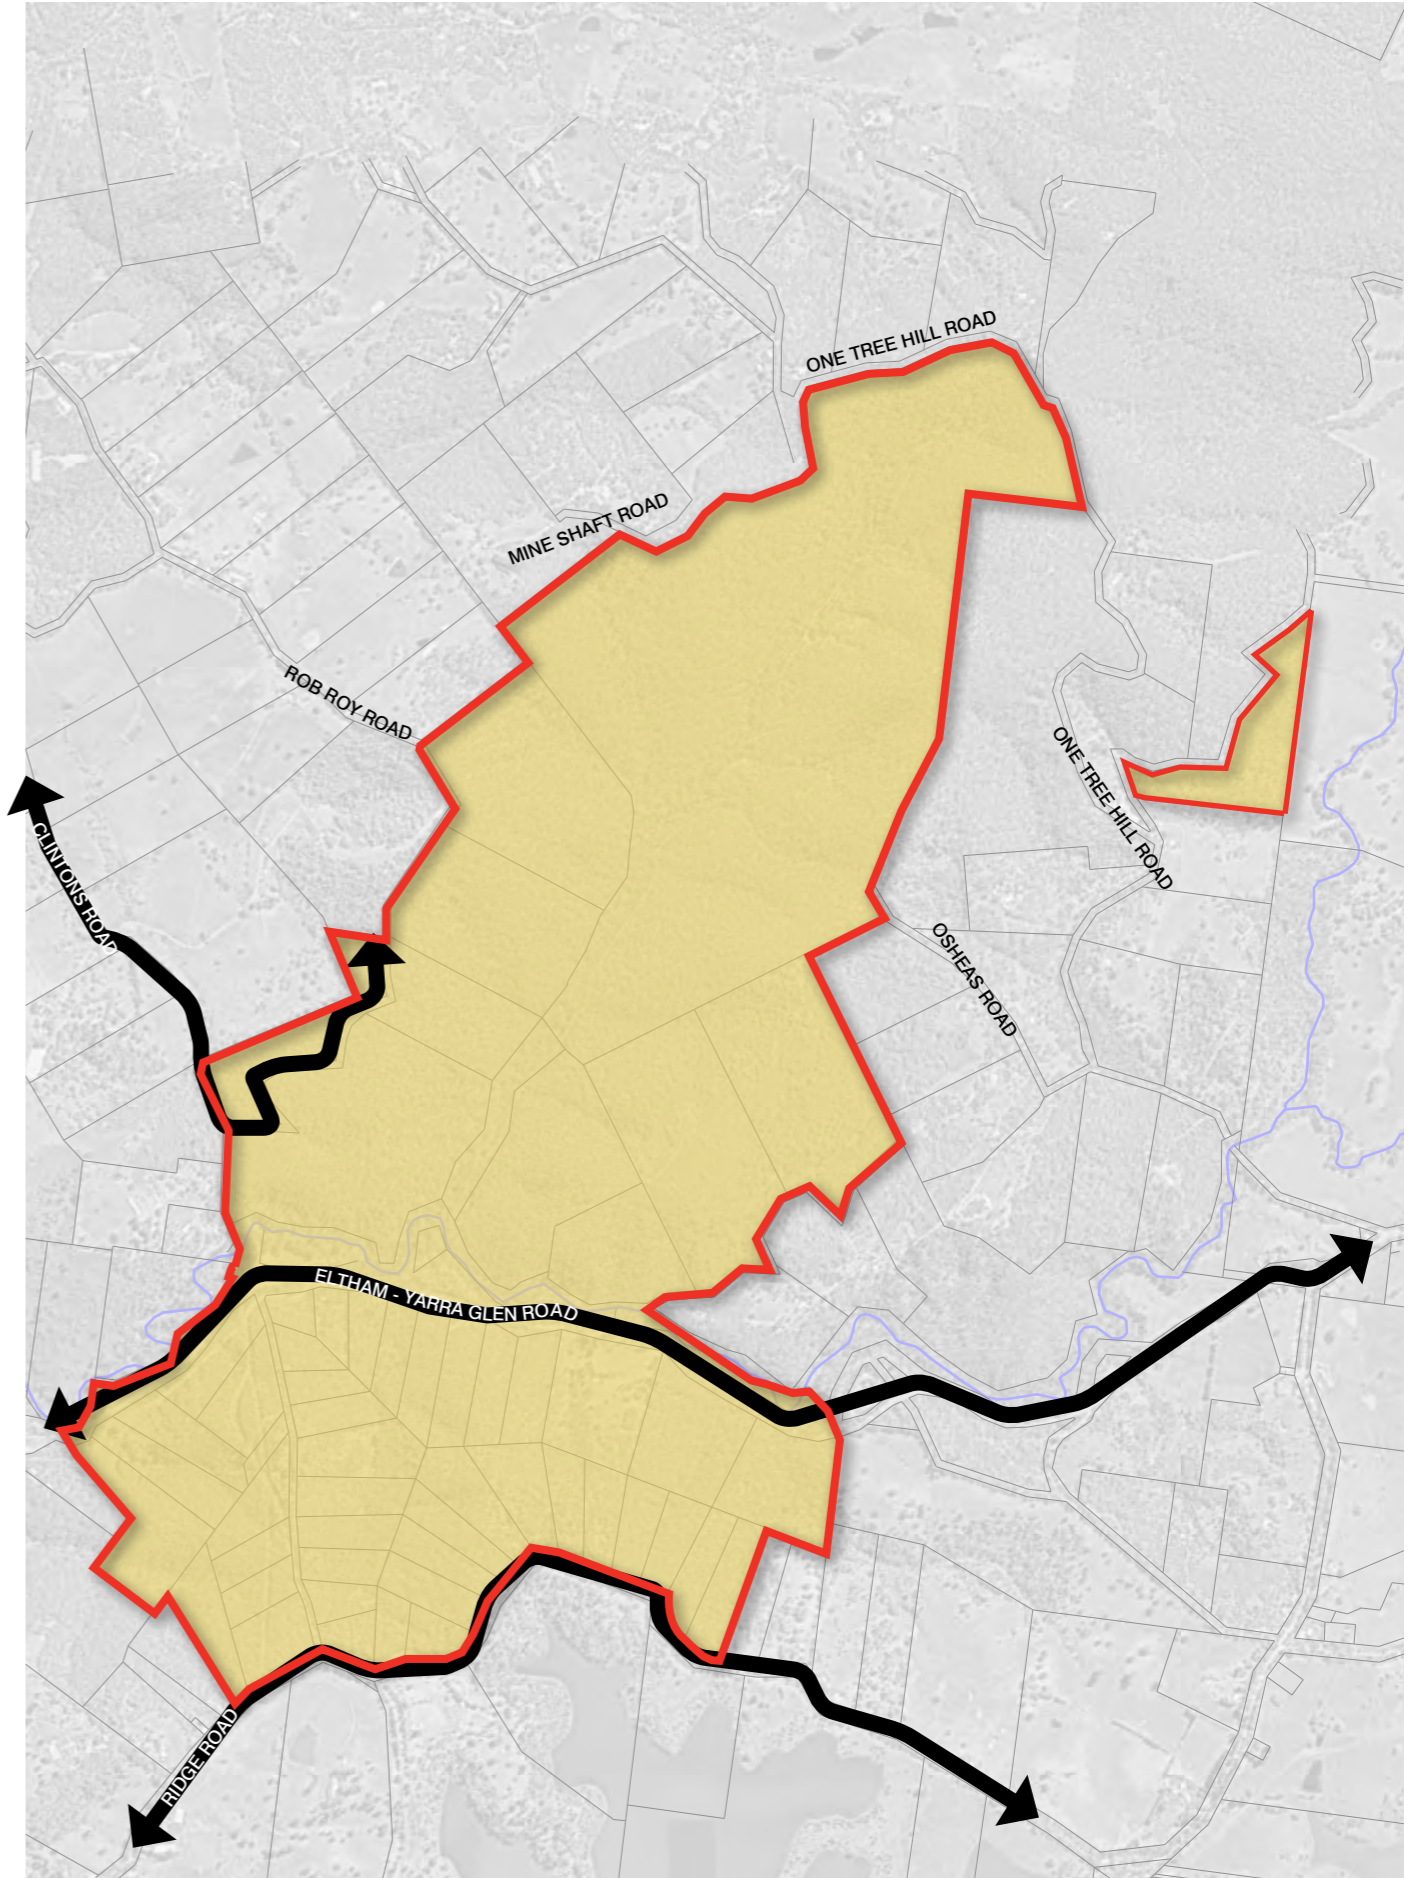 ONE TREE HILL ROAD
MINE SHAFT ROAD
ROB ROY ROAD
ONE TREE HILL ROAD
CLINTONS ROAD
OSHEAS ROAD
ELTHAM - YARRA GLEN ROAD
RIDGE ROAD